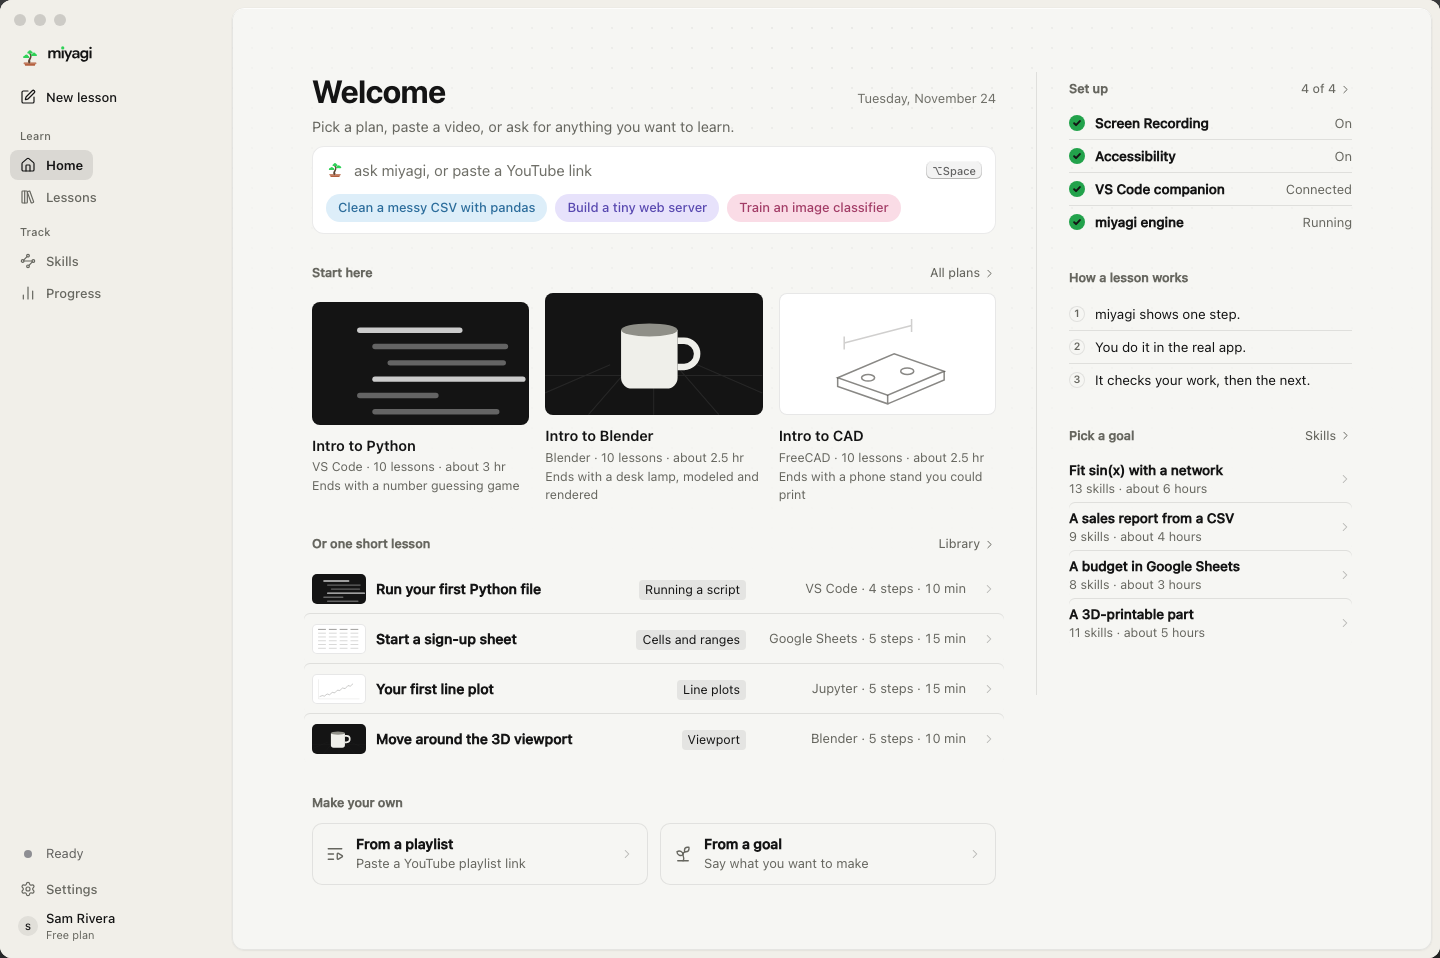 miyagi
New lesson
Learn
Home
Lessons
Track
Skills
Progress
Ready
Settings
S
Sam Rivera
Free plan
Welcome
Tuesday, November 24
Pick a plan, paste a video, or ask for anything you want to learn.
ask miyagi, or paste a YouTube link
⌥Space
Clean a messy CSV with pandas
Build a tiny web server
Train an image classifier
Start here
All plans
Intro to Python
VS Code · 10 lessons · about 3 hr
Ends with a number guessing game
Intro to Blender
Blender · 10 lessons · about 2.5 hr
Ends with a desk lamp, modeled and
rendered
Intro to CAD
FreeCAD · 10 lessons · about 2.5 hr
Ends with a phone stand you could
print
Or one short lesson
Library
Run your first Python file
Running a script
VS Code · 4 steps · 10 min
Start a sign-up sheet
Cells and ranges
Google Sheets · 5 steps · 15 min
Your first line plot
Line plots
Jupyter · 5 steps · 15 min
Move around the 3D viewport
Viewport
Blender · 5 steps · 10 min
Make your own
From a playlist
Paste a YouTube playlist link
From a goal
Say what you want to make
Set up
4 of 4
Screen Recording
On
Accessibility
On
VS Code companion
Connected
miyagi engine
Running
How a lesson works
1 miyagi shows one step.
2 You do it in the real app.
3 It checks your work, then the next.
Pick a goal
Skills
Fit sin(x) with a network
13 skills · about 6 hours
A sales report from a CSV
9 skills · about 4 hours
A budget in Google Sheets
8 skills · about 3 hours
A 3D-printable part
11 skills · about 5 hours